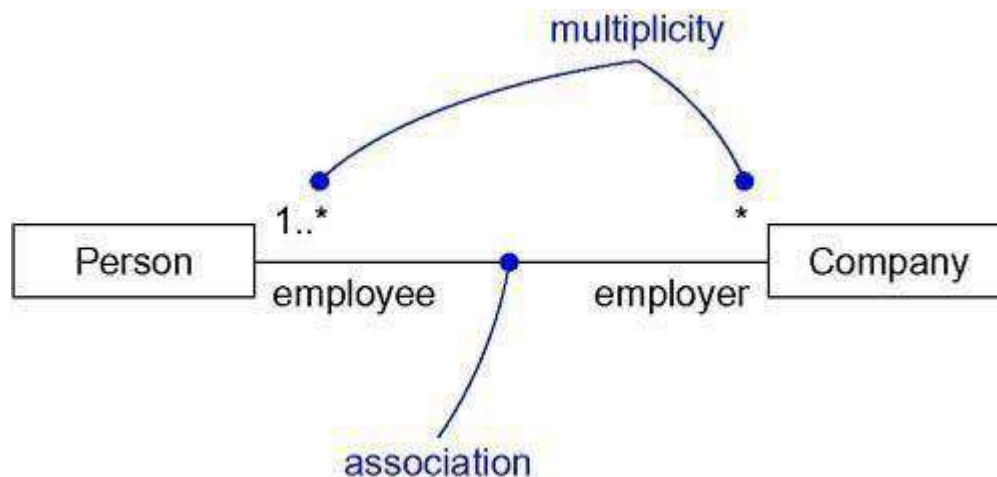 multiplicity
1..*
*
Person
Company
employee
employer
association